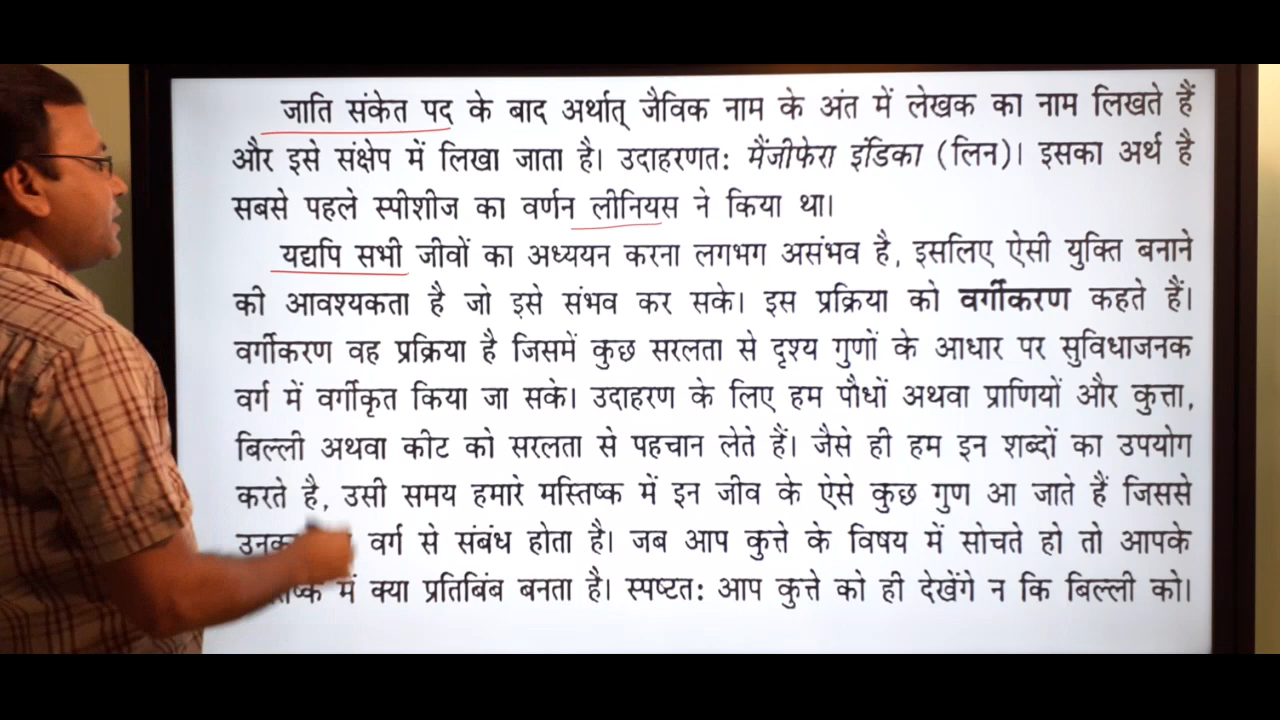 जाति संकेत पद के बाद अर्थात् जैविक नाम के अंत में लेखक का नाम लिखते हैं
और इसे संक्षेप में लिखा जाता है। उदाहरणत: मैंजीफेरा इंडिका (लिन)। इसका अर्थ है
सबसे पहले स्पीशीज का वर्णन लीनियस ने किया था।
यद्यपि सभी जीवों का अध्ययन करना लगभग असंभव है, इसलिए ऐसी युक्ति बनाने
की आवश्यकता है जो इसे संभव कर सके। इस प्रक्रिया को वर्गीकरण कहते हैं।
वर्गीकरण वह प्रक्रिया है जिसमें कुछ सरलता से दृश्य गुणों के आधार पर सुविधाजनक
वर्ग में वर्गीकृत किया जा सके। उदाहरण के लिए हम पौधों अथवा प्राणियों और कुत्ता,
बिल्ली अथवा कीट को सरलता से पहचान लेते हैं। जैसे ही हम इन शब्दों का उपयोग
करते है, उसी समय हमारे मस्तिष्क में इन जीव के ऐसे कुछ गुण आ जाते हैं जिससे
वर्ग से संबंध होता है। जब आप कुत्ते के विषय में सोचते हो तो आपके
में क्या प्रतिबिंब बनता है। स्पष्टत: आप कुत्ते को ही देखेंगे न कि बिल्ली को।